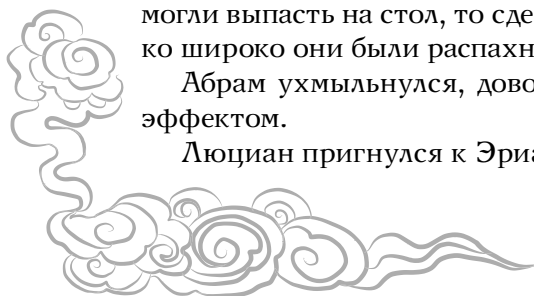 могли выпасть на стол, то сде
ко широко они были распахн
Абрам ухмыльнулся, дово
эффектом.
Люциан пригнулся к Эриа